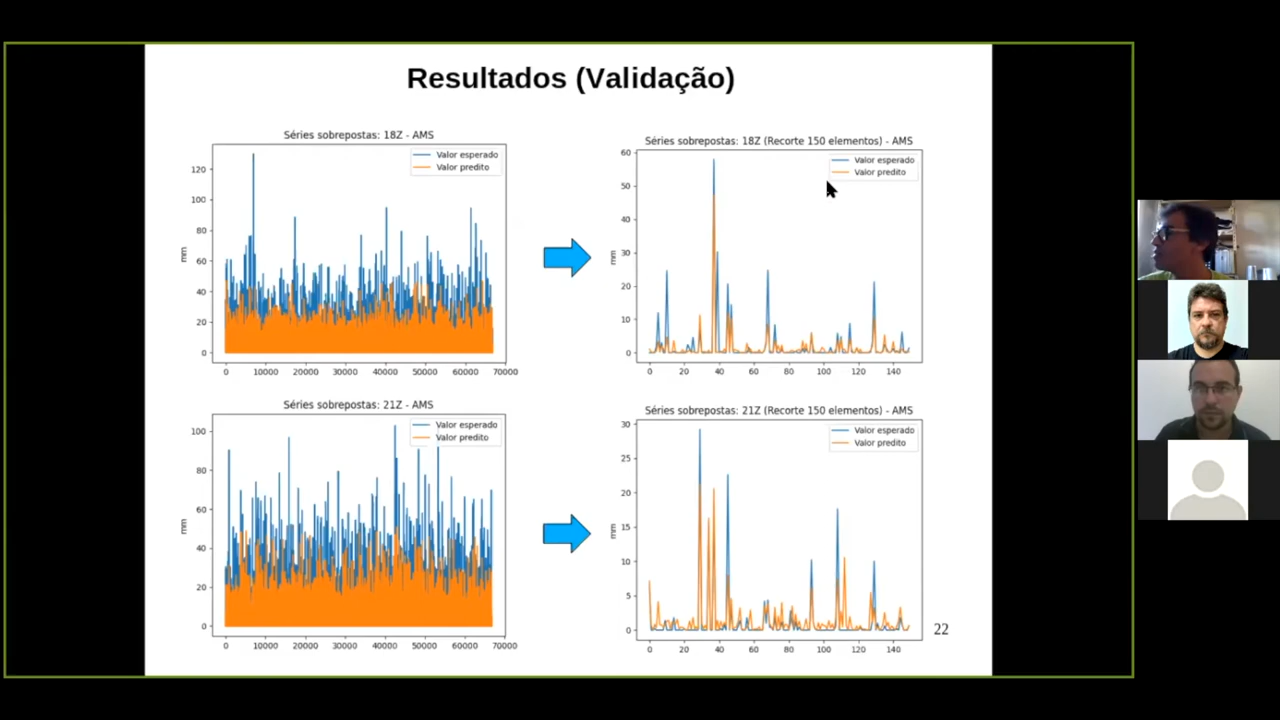 Resultados (Validação)
Séries sobrepostas: 18Z - AMS
Valor esperado
Valor predito
mm
120
100
80
60
40
20
0
0 10000 20000 30000 40000 50000 60000 70000
Séries sobrepostas: 18Z (Recorte 150 elementos) - AMS
Valor esperado
Valor predito
mm
60
50
40
30
20
10
0
0 20 40 60 80 100 120 140
Séries sobrepostas: 21Z - AMS
Valor esperado
Valor predito
mm
100
80
60
40
20
0
0 10000 20000 30000 40000 50000 60000 70000
Séries sobrepostas: 21Z (Recorte 150 elementos) - AMS
Valor esperado
Valor predito
mm
30
25
20
15
10
5
0
0 20 40 60 80 100 120 140
22